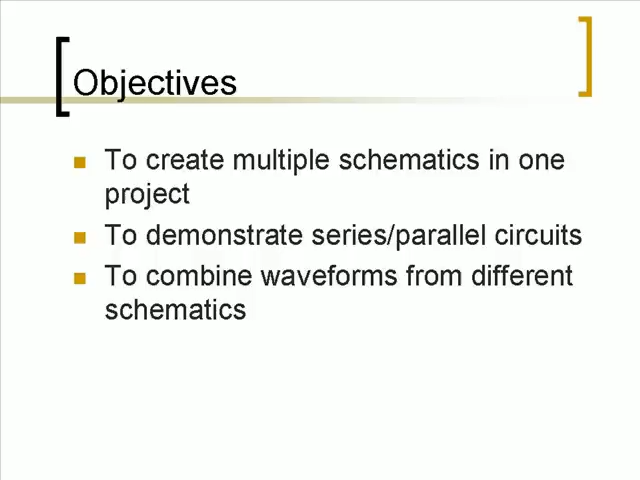 Objectives
To create multiple schematics in one
project
To demonstrate series/parallel circuits
To combine waveforms from different
schematics